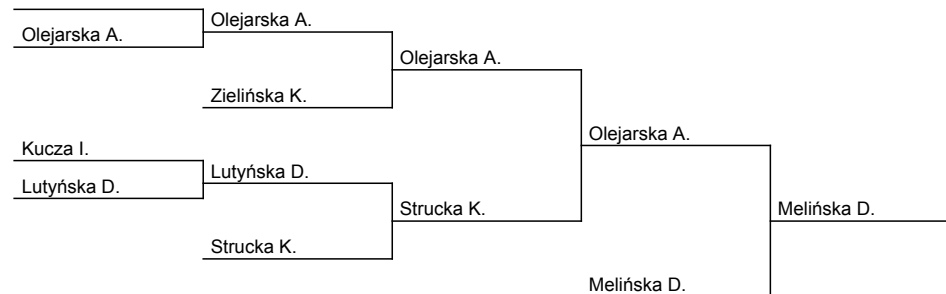 Olejarska A.
Olejarska A.
Olejarska A.
Zielińska K.
Olejarska A.
Kucza I.
Lutyńska D.
Lutyńska D.
Strucka K.
Melińska D.
Strucka K.
Melińska D.